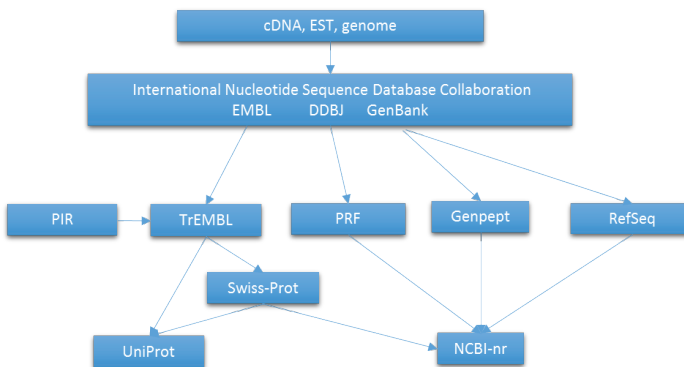 cDNA, EST, genome
International Nucleotide Sequence Database Collaboration
EMBL DDBJ GenBank
PIR
TrEMBL
PRF
Genpept
RefSeq
Swiss-Prot
UniProt
NCBI-nr